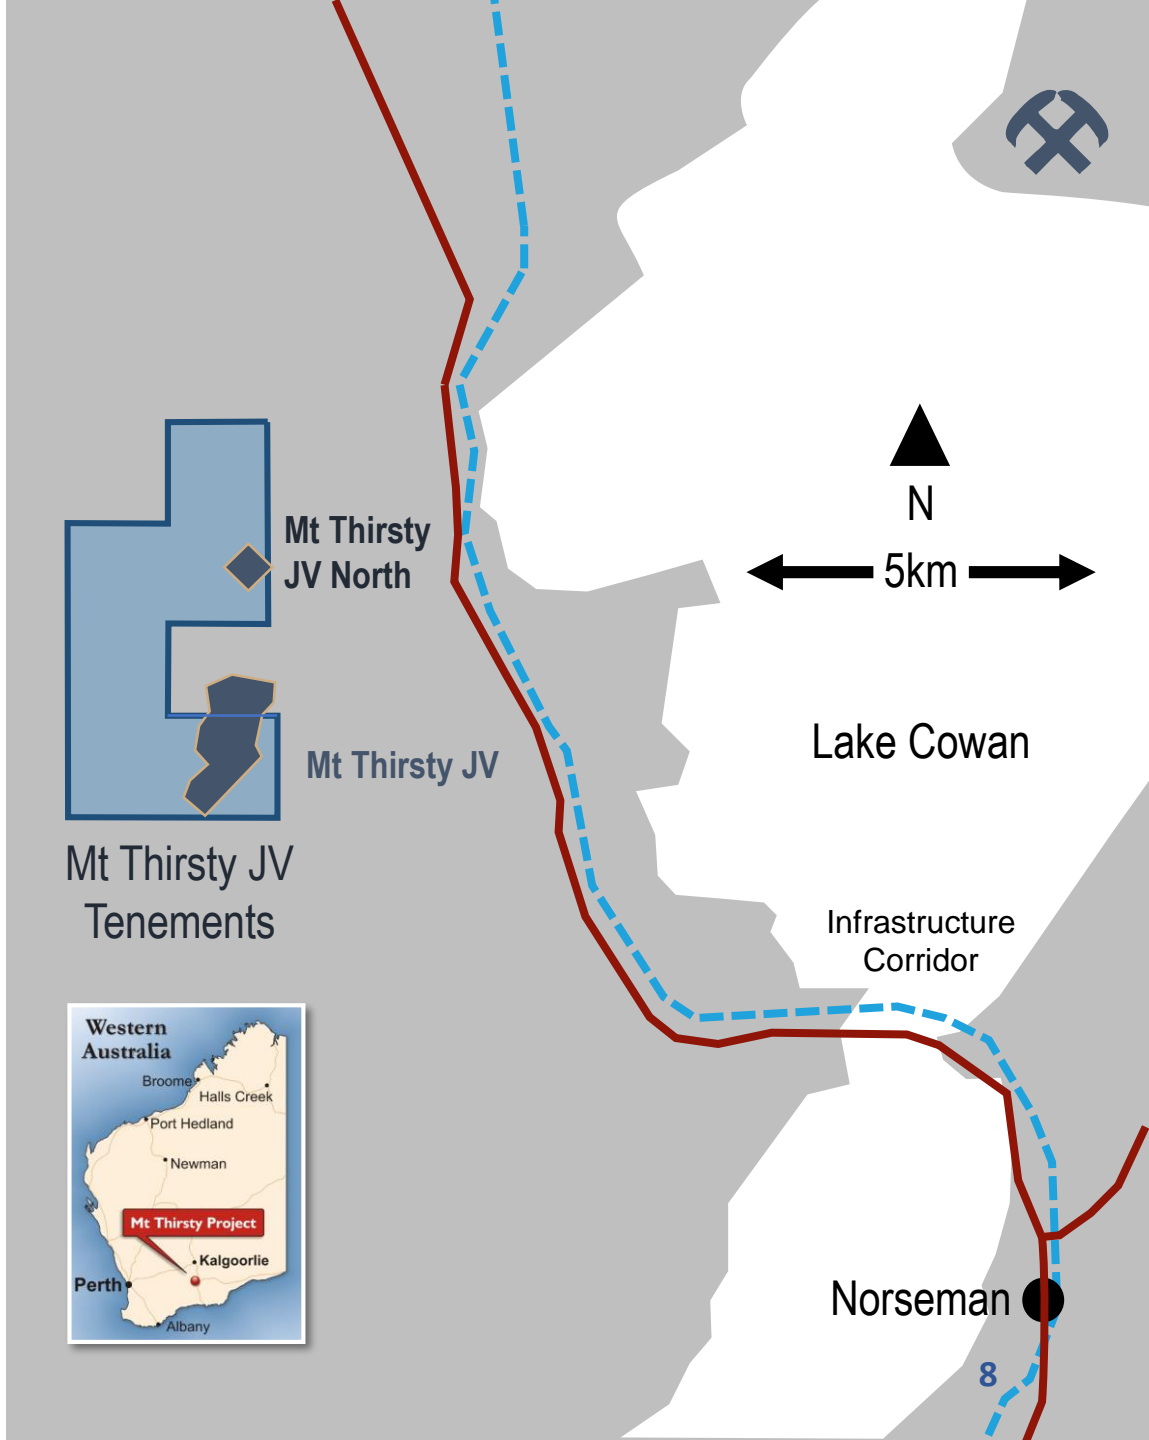 Mt Thirsty
JV North
N
5km
Lake Cowan
Mt Thirsty JV
Mt Thirsty JV
Tenements
Infrastructure
Corridor
Western
Australia
Broome
Halls Creek
Port Hedland
Newman
Mt Thirsty Project
Kalgoorlie
Perth
Albany
Norseman
8